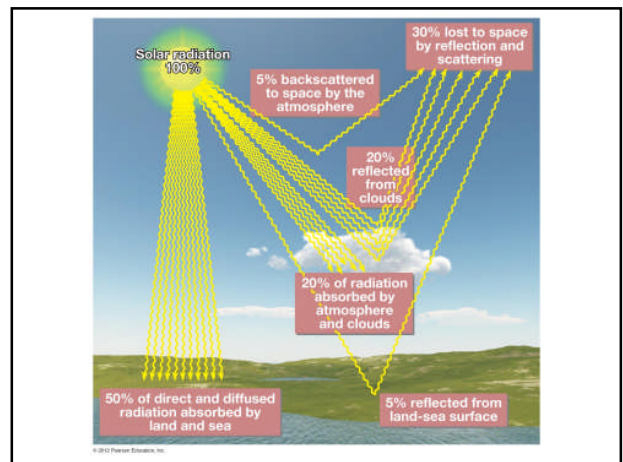 Solar radiation
100%
30% lost to space
by reflection and
scattering
5% backscattered
to space by the
atmosphere
20%
reflected
from
clouds
20% of radiation
absorbed by
atmosphere
and clouds
50% of direct and diffused
radiation absorbed by
land and sea
5% reflected from
land-sea surface
© 2012 Pearson Education, Inc.